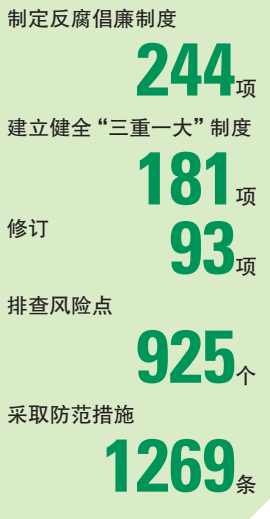 制定反腐倡廉制度
244项
建立健全“三重一大”制度
181项
修订
93项
排查风险点
925个
采取防范措施
1269条